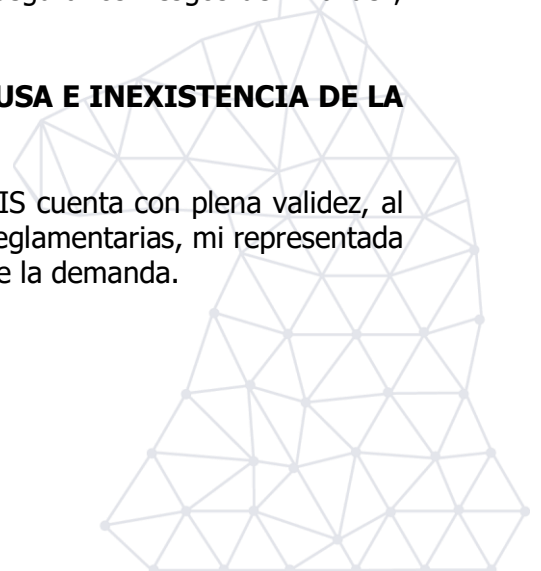 USA E INEXISTENCIA DE LA
IS cuenta con plena validez, al
eglamentarias, mi representada
e la demanda.